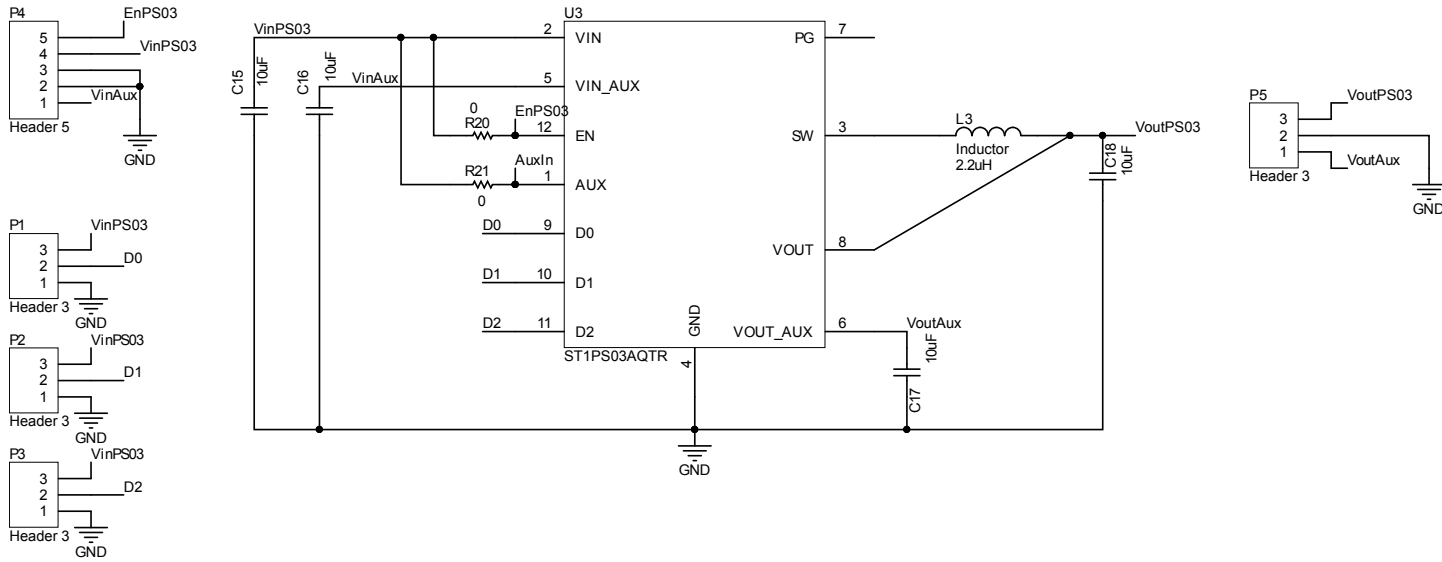 P4
EnPS03
5
VinPS03
4
3
2
VinAux
1
Header 5
GND
P1
VinPS03
3
D0
2
1
Header 3
GND
P2
VinPS03
3
D1
2
1
Header 3
GND
P3
VinPS03
3
D2
2
1
Header 3
GND
VinPS03
C15
10uF
C16
10uF
VinAux
0
R20
EnPS03
R21
0
AuxIn
D0
D1
D2
U3
2
VIN
5
VIN_AUX
12
EN
1
AUX
9
D0
10
D1
11
D2
PG
7
SW
3
VOUT
8
VOUT_AUX
6
GND
4
ST1PS03AQTR
GND
L3
Inductor
2.2uH
VoutPS03
C18
10uF
VoutAux
10uF
C17
P5
VoutPS03
3
2
1
VoutAux
Header 3
GND